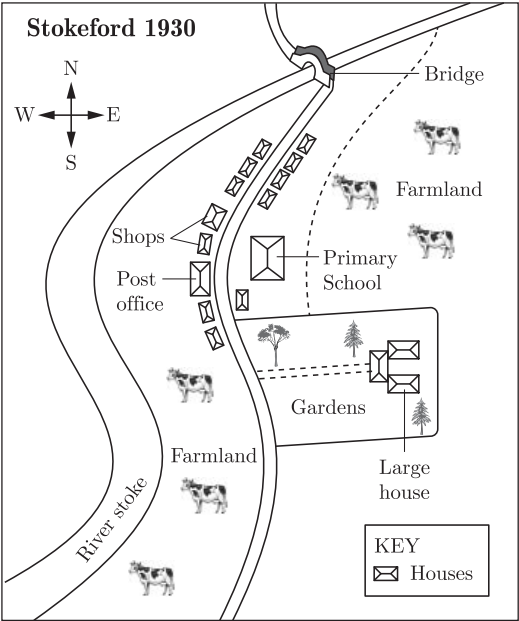 Stokeford 1930
N
W
E
S
Bridge
Farmland
Shops
Primary
School
Post
office
Gardens
Farmland
Large
house
River stoke
KEY
Houses